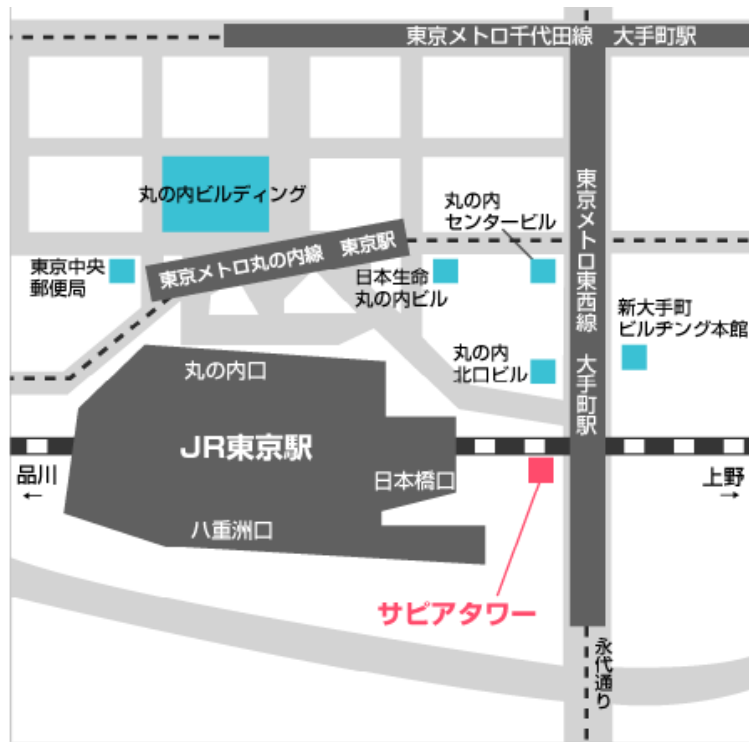 東京メトロ千代田線 大手町駅
丸の内ビルディング
丸の内
センタービル
東京メトロ東西線 大手町駅
東京メトロ丸の内線 東京駅
東京中央
郵便局
日本生命
丸の内ビル
新大手町
ビルヂング本館
丸の内
北口ビル
丸の内口
JR東京駅
日本橋口
品川
←
上野
→
八重洲口
サピアタワー
永代通り